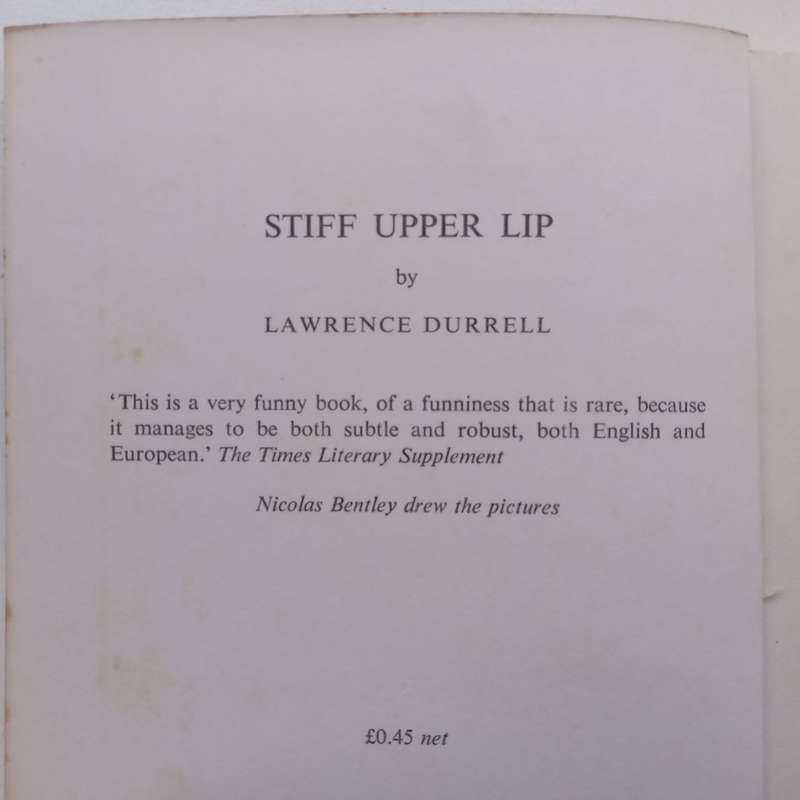 STIFF UPPER LIP
by
LAWRENCE DURRELL
‘This is a very funny book, of a funniness that is rare, because
it manages to be both subtle and robust, both English and
European.’ The Times Literary Supplement
Nicolas Bentley drew the pictures
£0.45 net